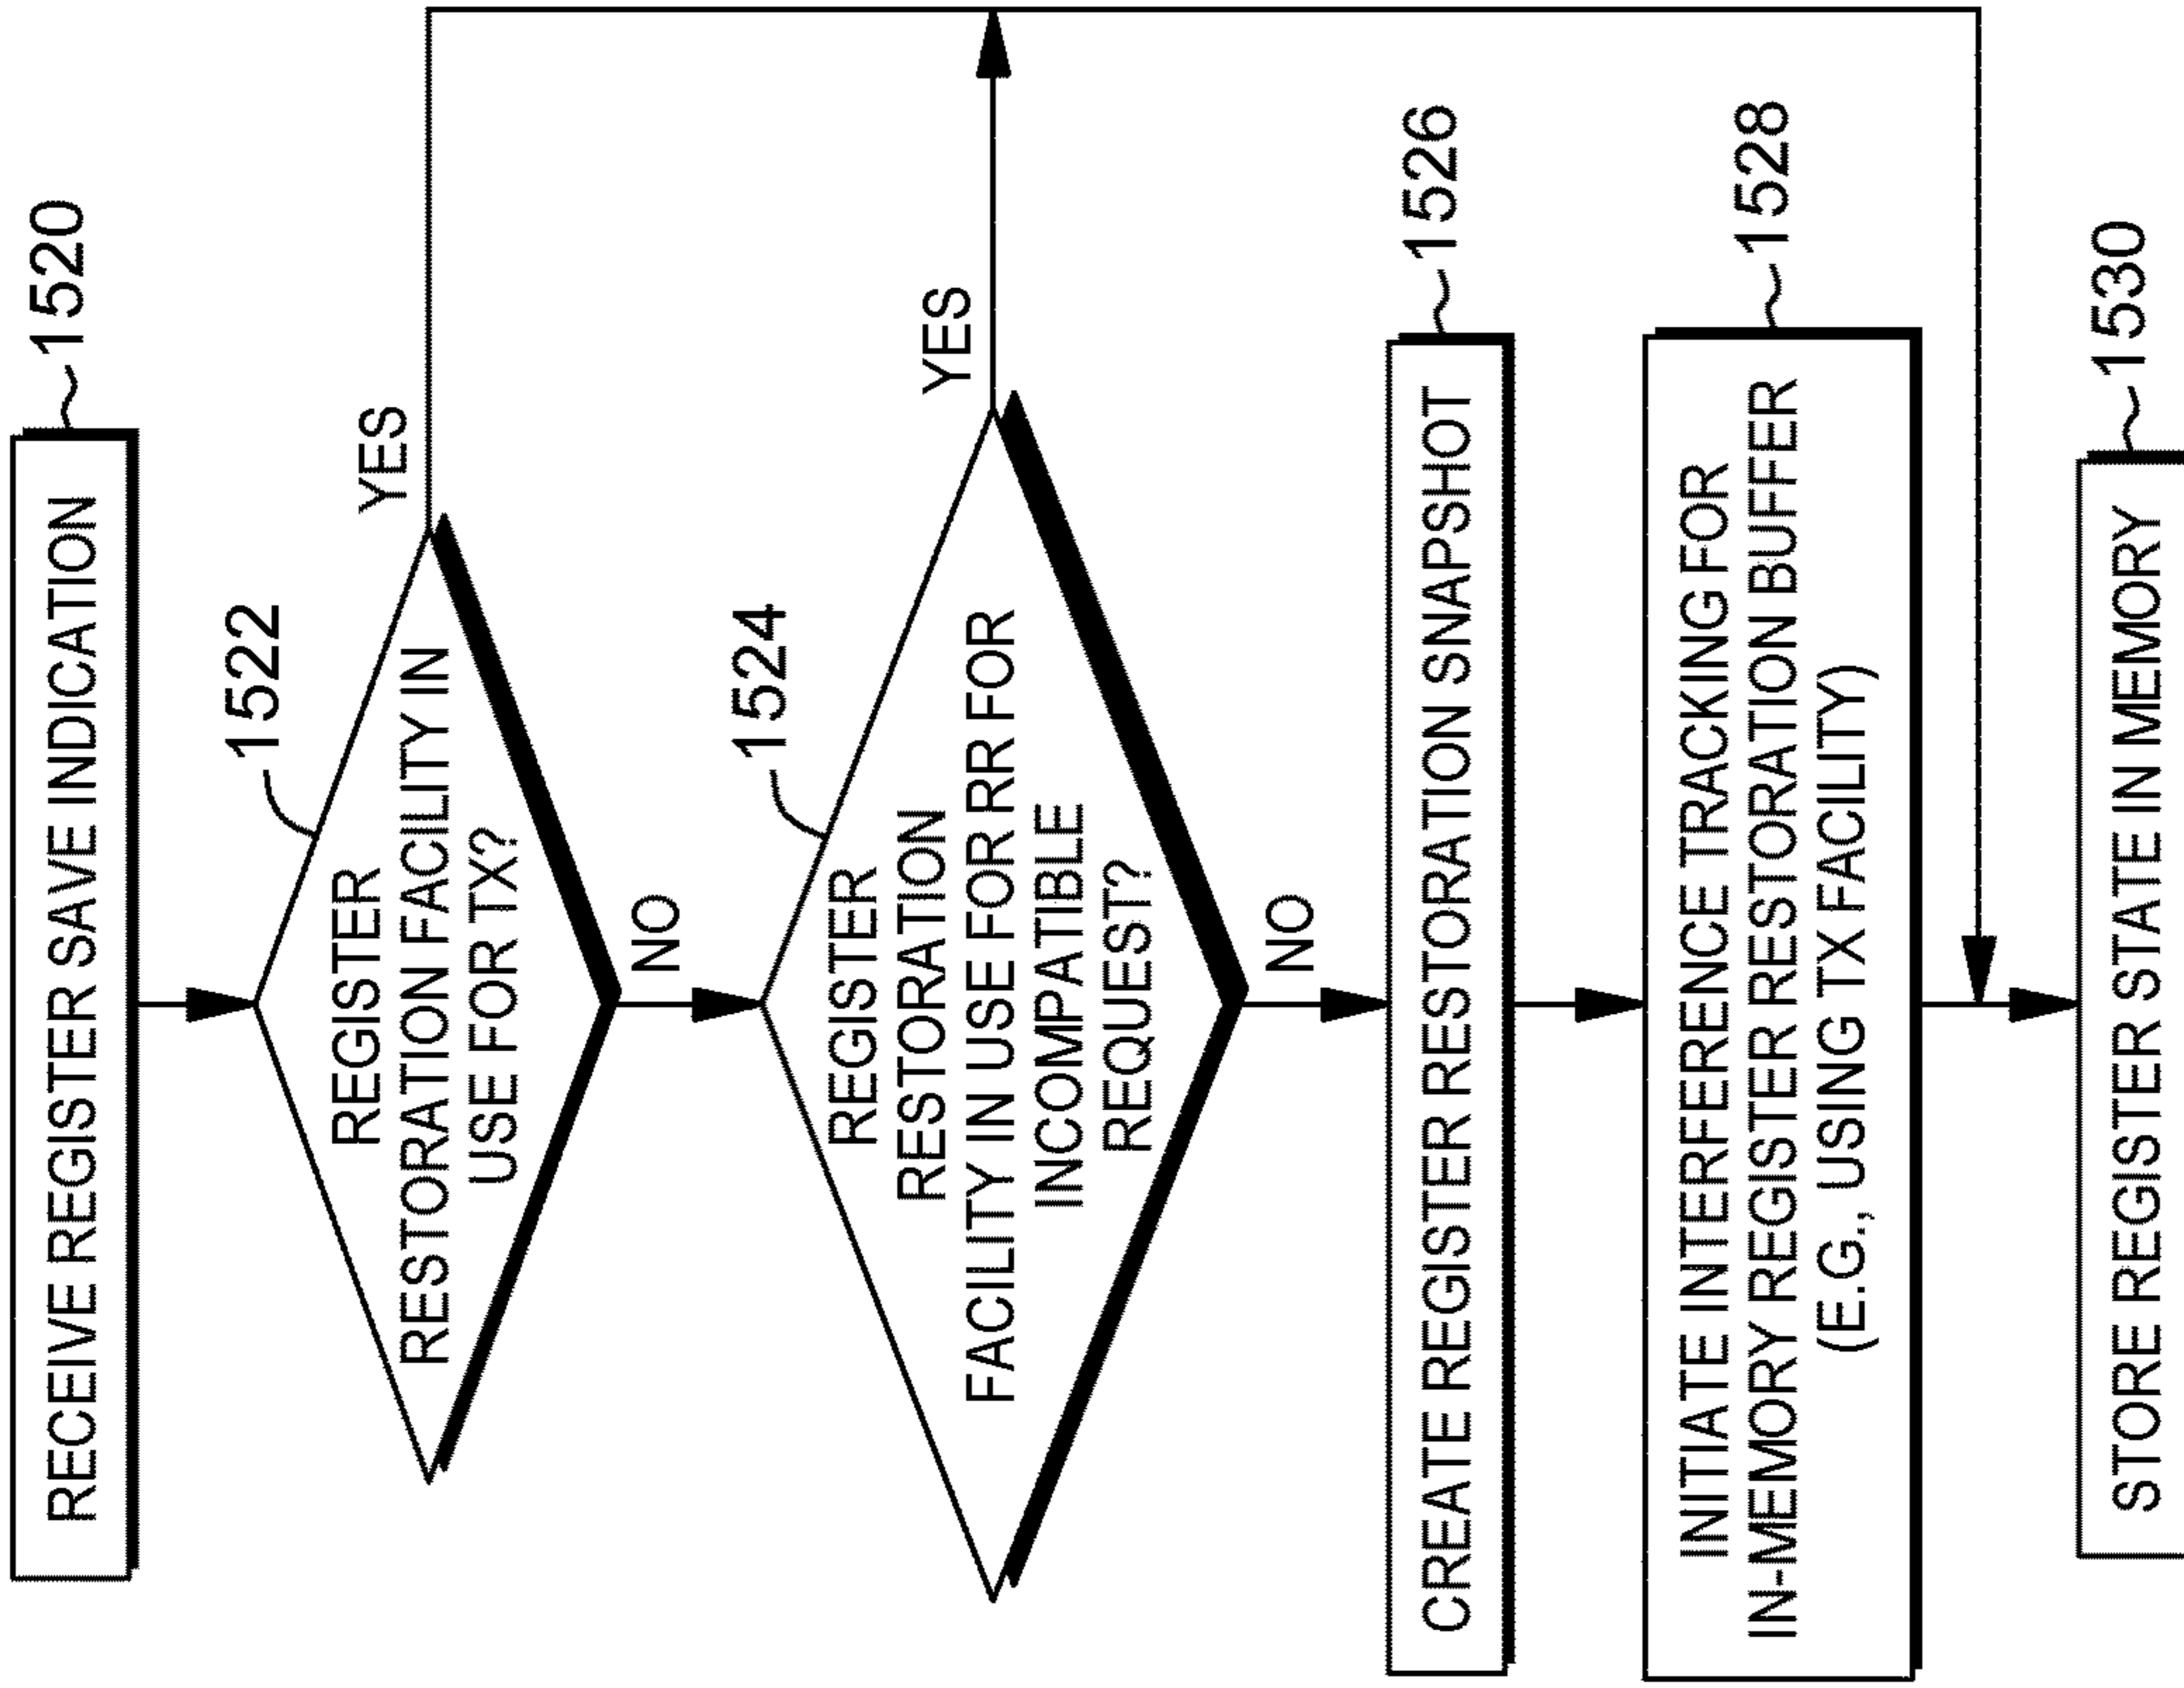 RECEIVE REGISTER SAVE INDICATION
1520
1522
REGISTER
RESTORATION FACILITY IN
USE FOR TX?
YES
NO
1524
REGISTER
RESTORATION
FACILITY IN USE FOR RR FOR
INCOMPATIBLE
REQUEST?
YES
NO
CREATE REGISTER RESTORATION SNAPSHOT
1526
INITIATE INTERFERENCE TRACKING FOR
IN-MEMORY REGISTER RESTORATION BUFFER
(E.G., USING TX FACILITY)
1528
STORE REGISTER STATE IN MEMORY
1530